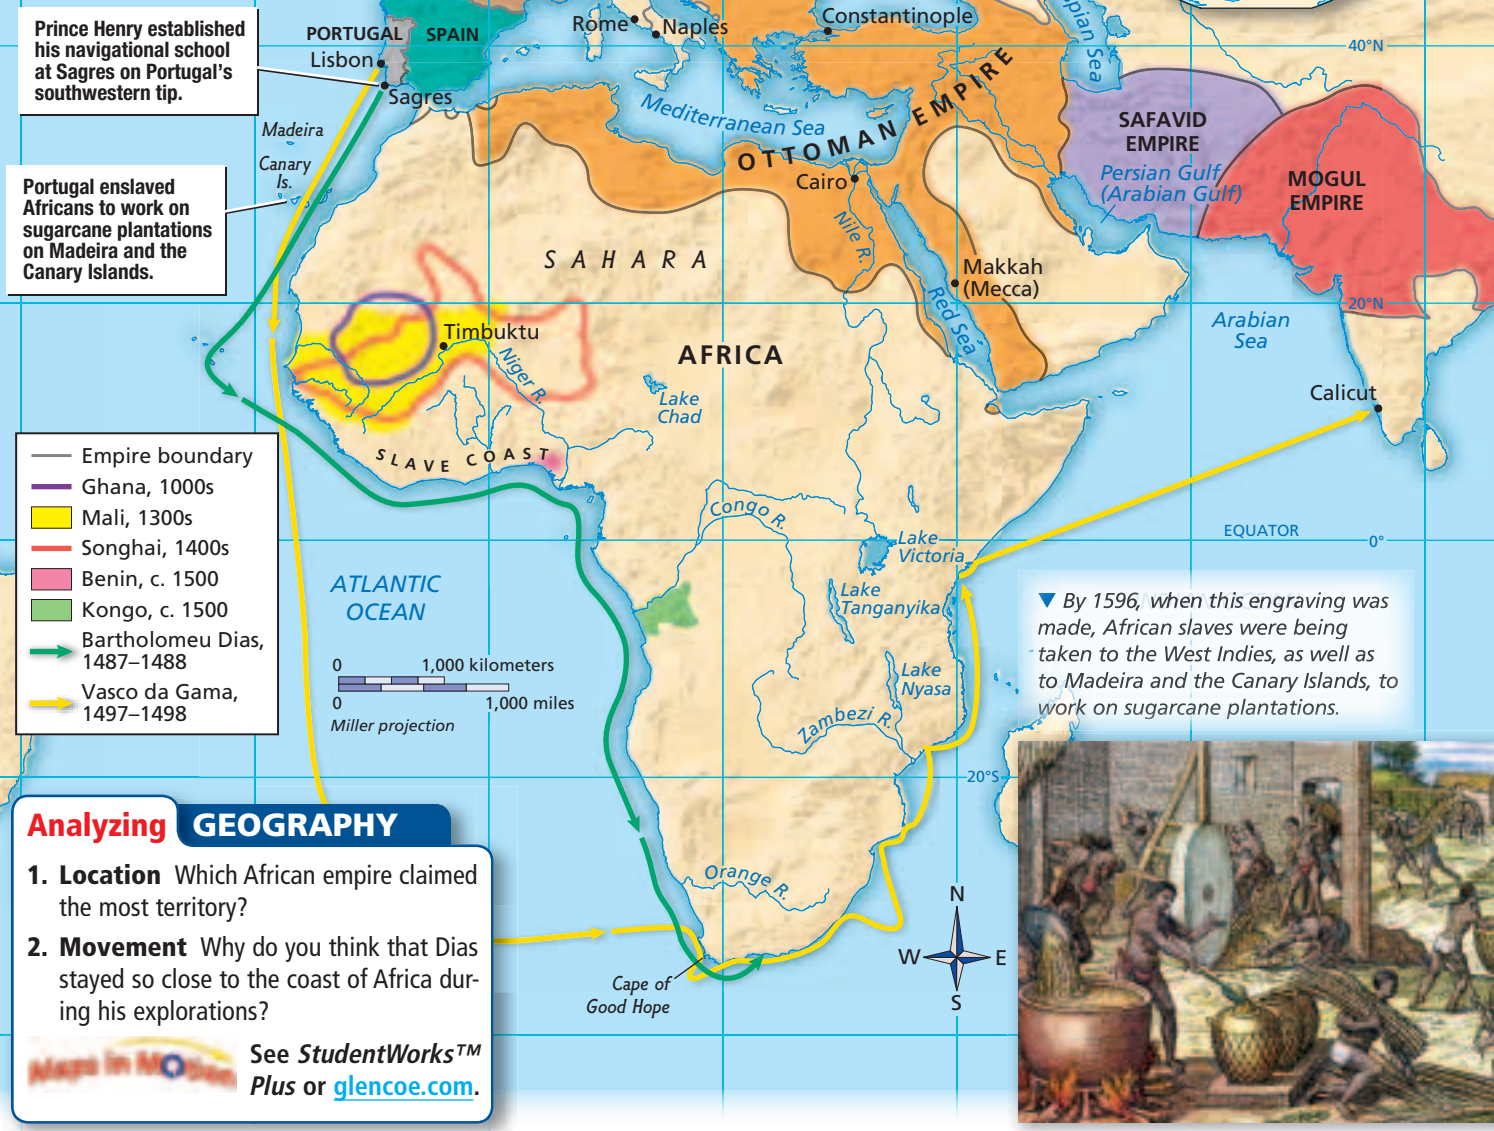 Prince Henry established
his navigational school
at Sagres on Portugal's
southwestern tip.
PORTUGAL
SPAIN
Lisbon
Sagres
Rome
Naples
Constantinople
pian Sea
40°N
Madeira
Canary
Is.
Mediterranean Sea
OTTOMAN EMPIRE
SAFAVID
EMPIRE
Persian Gulf
(Arabian Gulf)
MOGUL
EMPIRE
Portugal enslaved
Africans to work on
sugarcane plantations
on Madeira and the
Canary Islands.
Cairo
Nile R.
SAHARA
Makkah
(Mecca)
Red Sea
20°N
Arabian
Sea
Timbuktu
Niger R.
AFRICA
Lake
Chad
Calicut
SLAVE COAST
Empire boundary
Ghana, 1000s
Mali, 1300s
Songhai, 1400s
Benin, c. 1500
Kongo, c. 1500
Bartholomeu Dias,
1487–1488
Vasco da Gama,
1497–1498
Congo R.
Lake
Victoria
EQUATOR
0°
ATLANTIC
OCEAN
Lake
Tanganyika
0 1,000 kilometers
0 1,000 miles
Miller projection
Lake
Nyasa
Zambezi R.
20°S
▼ By 1596, when this engraving was
made, African slaves were being
taken to the West Indies, as well as
to Madeira and the Canary Islands, to
work on sugarcane plantations.
Orange R.
Cape of
Good Hope
N
W E
S
Analyzing GEOGRAPHY
1. Location Which African empire claimed
the most territory?
2. Movement Why do you think that Dias
stayed so close to the coast of Africa dur-
ing his explorations?
Maps in MOtion
See StudentWorks™
Plus or glencoe.com.